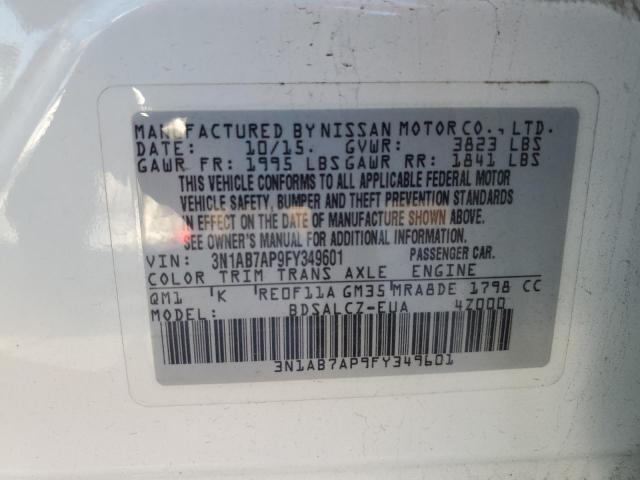 MANUFACTURED BY NISSAN MOTOR CO., LTD.
DATE: 10/15. GVWR: 3823 LBS
GAWR FR: 1995 LBS GAWR RR: 1841 LBS
THIS VEHICLE CONFORMS TO ALL APPLICABLE FEDERAL MOTOR
VEHICLE SAFETY, BUMPER AND THEFT PREVENTION STANDARDS
IN EFFECT ON THE DATE OF MANUFACTURE SHOWN ABOVE.
SEE OWNER'S MANUAL FOR ADDITIONAL INFORMATION.
VIN: 3N1AB7AP9FY349601 PASSENGER CAR.
COLOR TRIM TRANS AXLE ENGINE
QM1 K RE0F11A GM35 MRA8DE 1798 CC
MODEL: BDSALCZ-EUA 4Z000
3N1AB7AP9FY349601